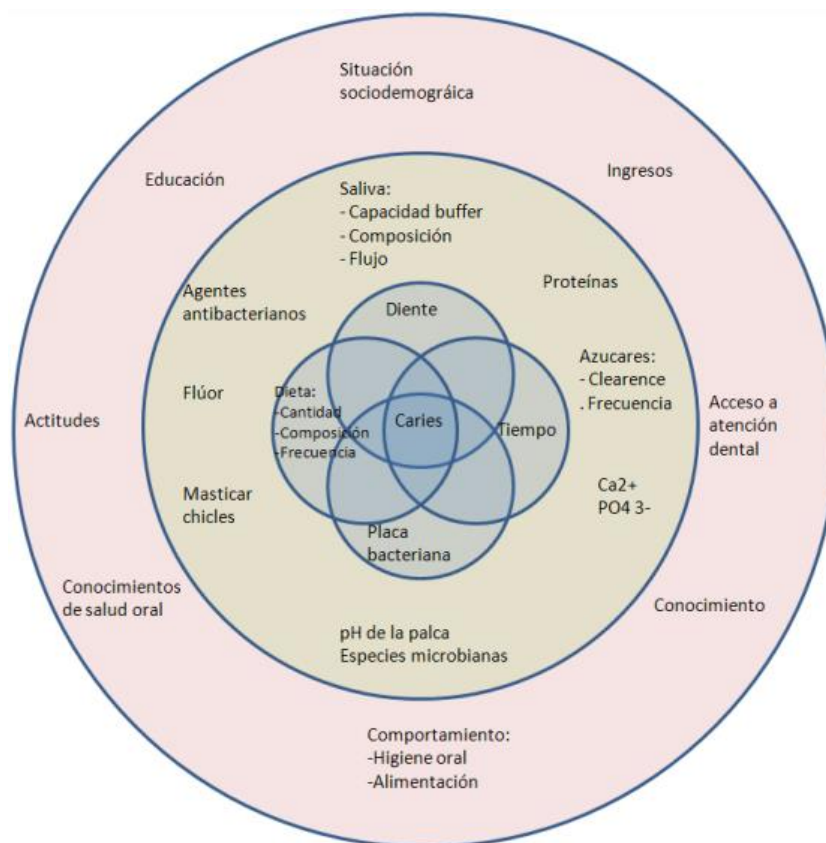 Situación
sociodemográica
Educación
Ingresos
Saliva:
- Capacidad buffer
- Composición
- Flujo
Proteínas
Agentes
antibacterianos
Diente
Azucares:
- Clearence
. Frecuencia
Flúor
Dieta:
-Cantidad
-Composición
-Frecuencia
Caries
Tiempo
Actitudes
Acceso a
atención
dental
Masticar
chicles
Ca2+
PO4 3-
Placa
bacteriana
Conocimientos
de salud oral
Conocimiento
pH de la palca
Especies microbianas
Comportamiento:
-Higiene oral
-Alimentación